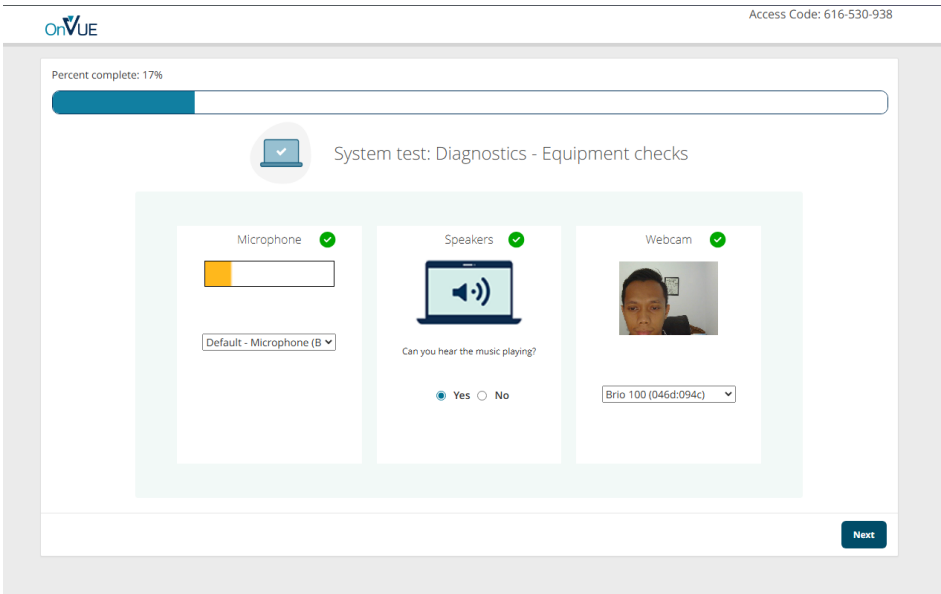 Access Code: 616-530-938
OnVUE
Percent complete: 17%
System test: Diagnostics - Equipment checks
Microphone
Speakers
Webcam
Default - Microphone (B
Can you hear the music playing?
Yes
No
Brio 100 (046d:094c)
Next